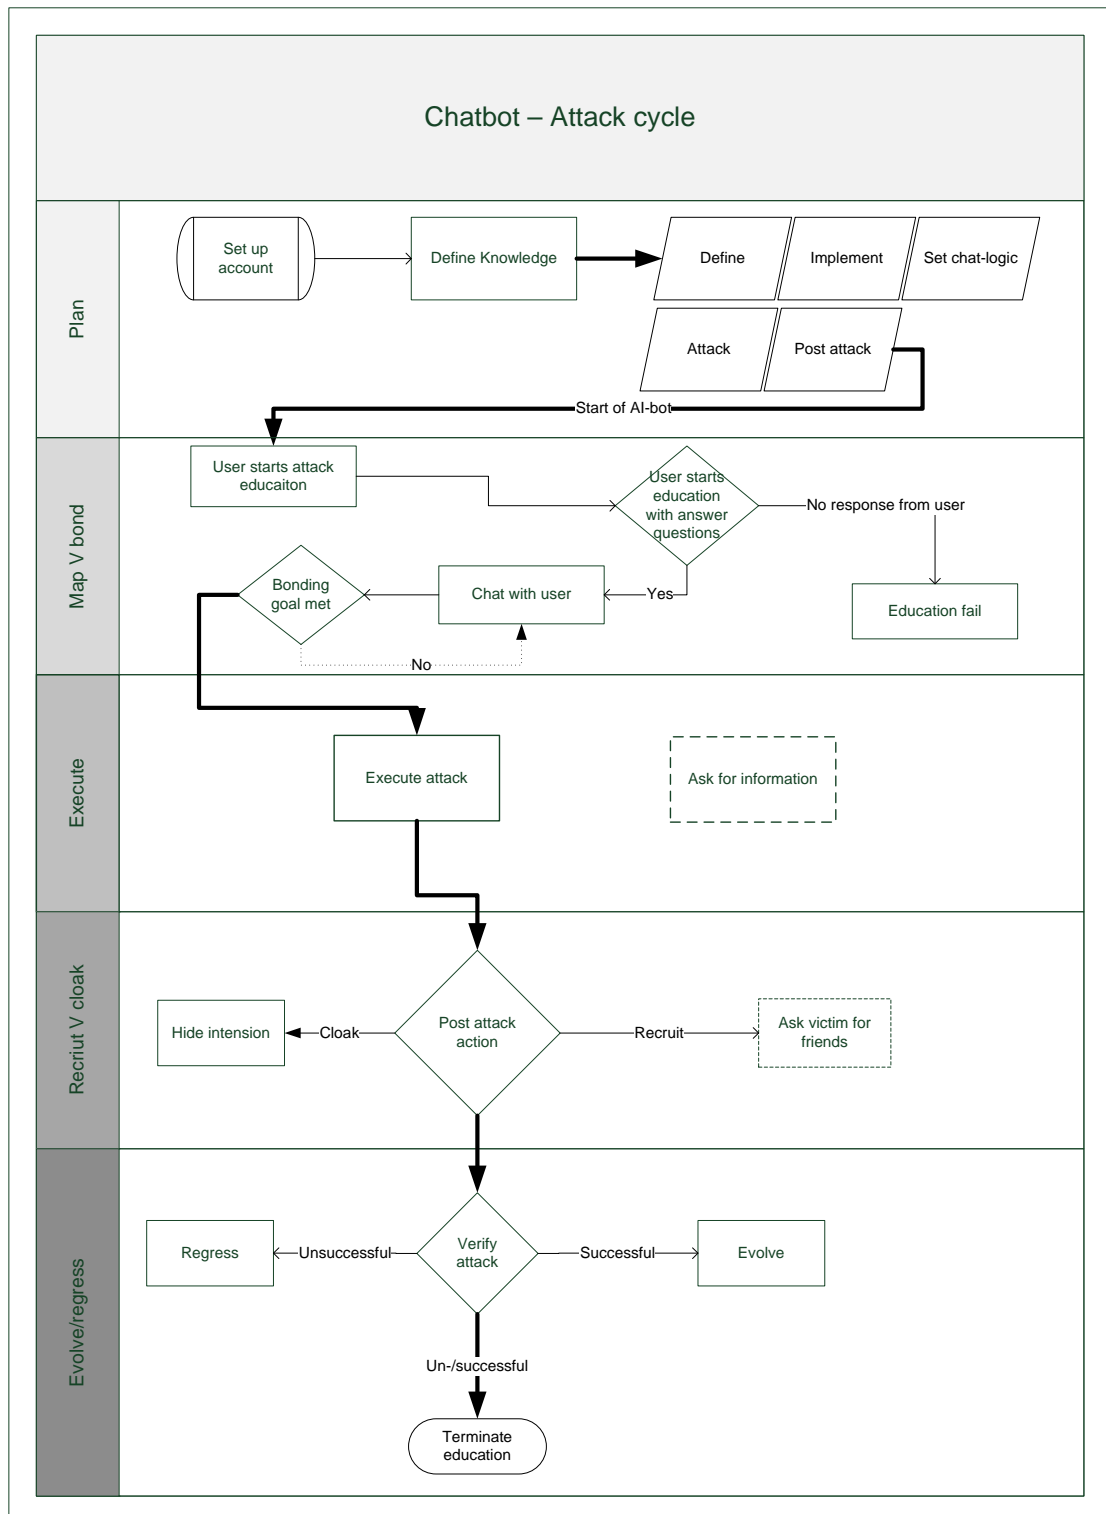 Chatbot – Attack cycle
Plan
Set up
account
Define Knowledge
Define
Implement
Set chat-logic
Attack
Post attack
Start of AI-bot
Map V bond
User starts attack
educaiton
User starts
education
with answer
questions
No response from user
Bonding
goal met
Chat with user
Yes
Education fail
No
Execute
Execute attack
Ask for information
Recriut V cloak
Hide intension
Cloak
Post attack
action
Recruit
Ask victim for
friends
Evolve/regress
Regress
Unsuccessful
Verify
attack
Successful
Evolve
Un-/successful
Terminate
education